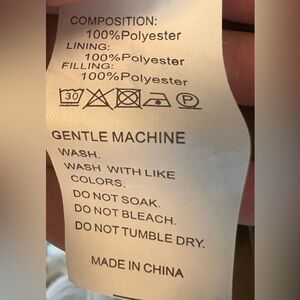 COMPOSITION:
100%Polyester
LINING:
100%Polyester
FILLING:
100%Polyester
30 P
GENTLE MACHINE
WASH.
WASH WITH LIKE
COLORS.
DO NOT SOAK.
DO NOT BLEACH.
DO NOT TUMBLE DRY.
MADE IN CHINA